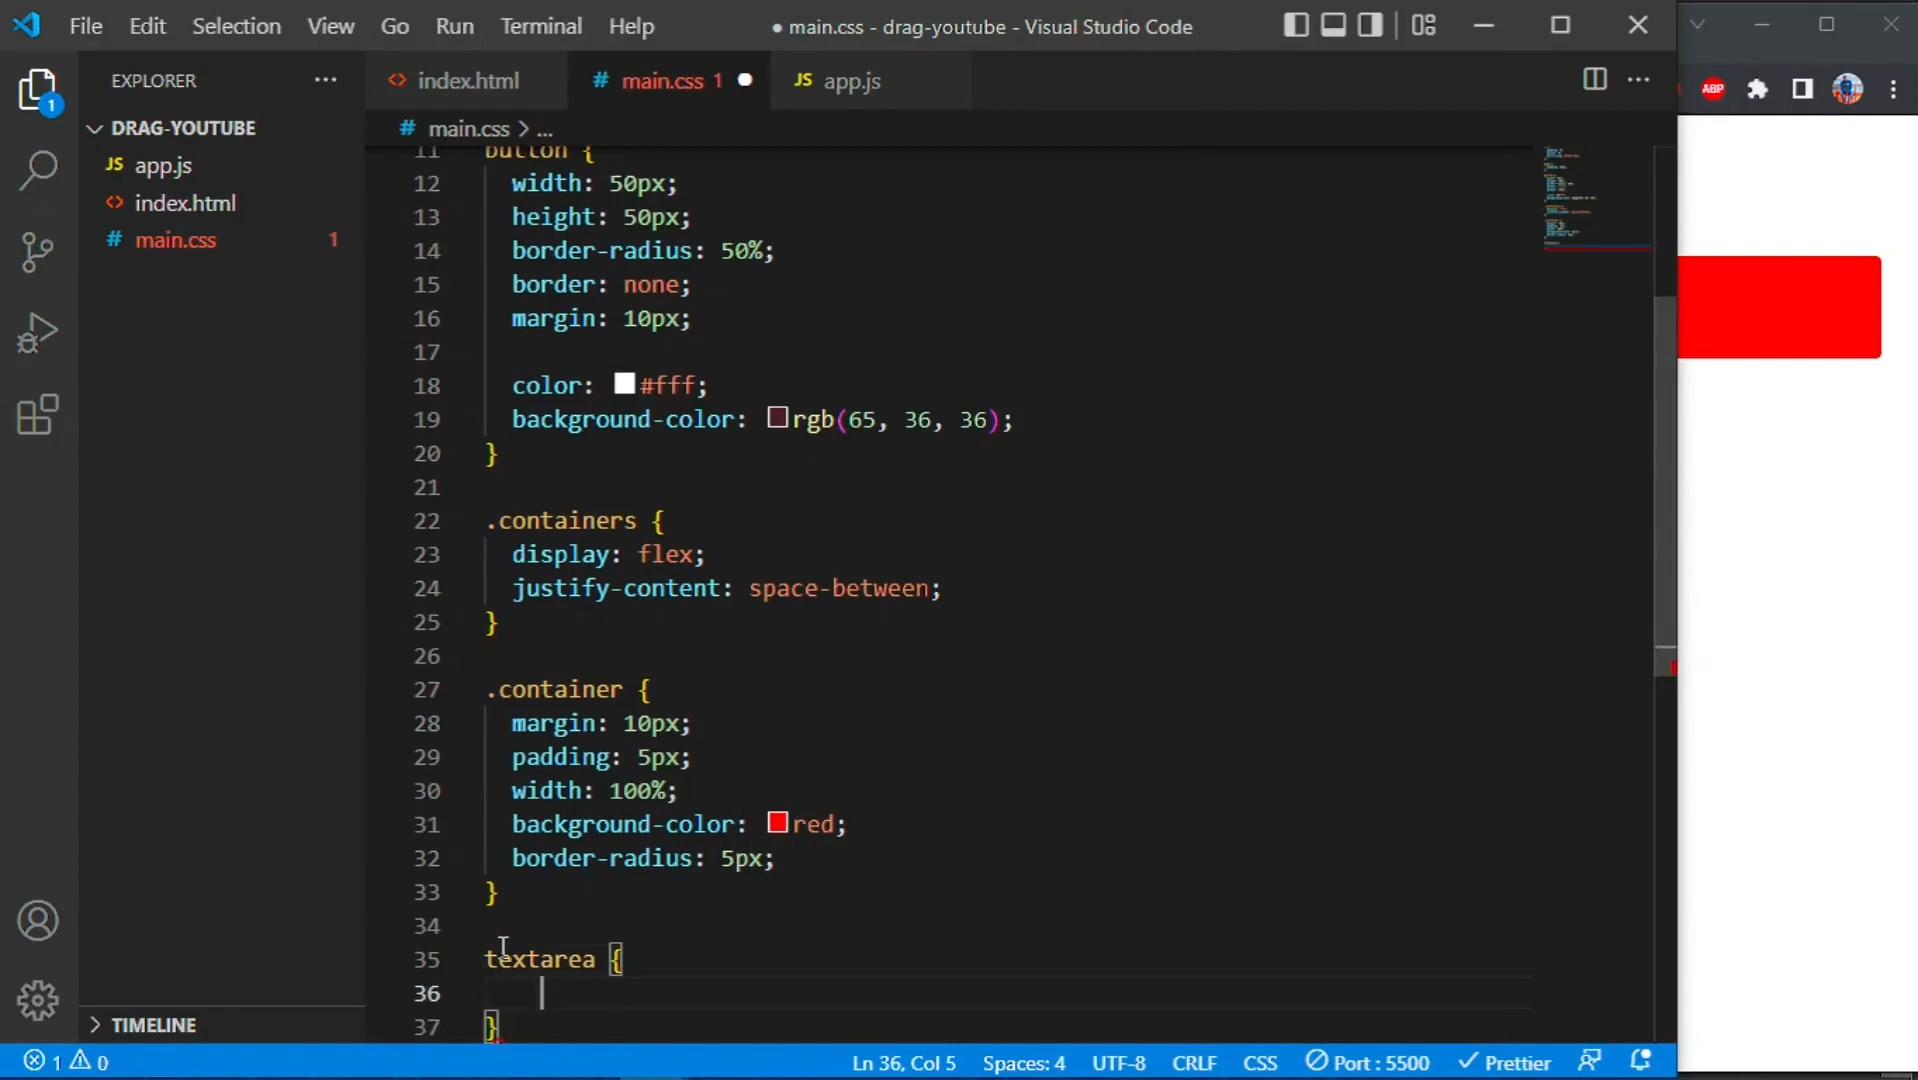 File Edit Selection View Go Run Terminal Help ● main.css - drag-youtube - Visual Studio Code
EXPLORER ...
<> index.html # main.css 1 ● JS app.js
ABP
# main.css > ...
DRAG-YOUTUBE
JS app.js
<> index.html
# main.css 1
1
11 button {
12 width: 50px;
13 height: 50px;
14 border-radius: 50%;
15 border: none;
16 margin: 10px;
17
18 color: #fff;
19 background-color: rgb(65, 36, 36);
20 }
21
22 .containers {
23 display: flex;
24 justify-content: space-between;
25 }
26
27 .container {
28 margin: 10px;
29 padding: 5px;
30 width: 100%;
31 background-color: red;
32 border-radius: 5px;
33 }
34
35 textarea {
36
37 }
TIMELINE
1 0 Ln 36, Col 5 Spaces: 4 UTF-8 CRLF CSS Port : 5500 Prettier